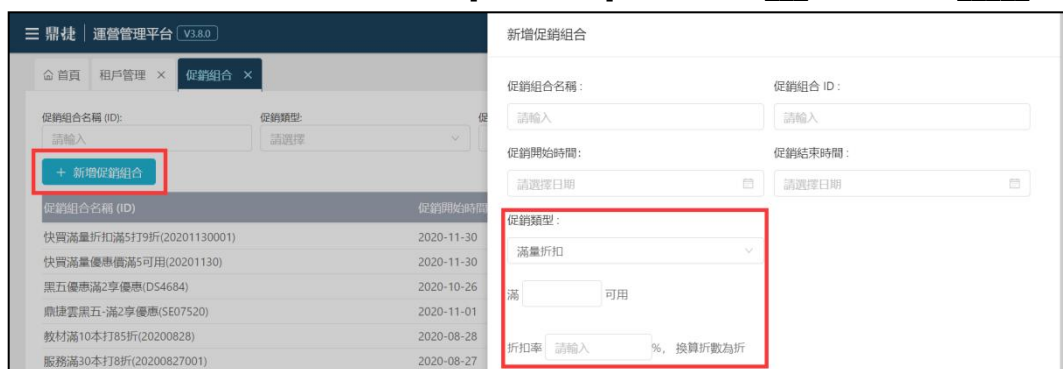 鼎捷 運營管理平台 V3.8.0
首頁 租戶管理 × 促銷組合 ×
促銷組合名稱 (ID): 促銷類型: 促
請輸入 請選擇
+ 新增促銷組合
促銷組合名稱 (ID) 促銷開始時間
快買滿量折扣滿5打9折(20201130001) 2020-11-30
快買滿量優惠價滿5可用(20201130) 2020-11-30
黑五優惠滿2享優惠(DS4684) 2020-10-26
鼎捷雲黑五-滿2享優惠(SE07520) 2020-11-01
教材滿10本打85折(20200828) 2020-08-28
服務滿30本打8折(20200827001) 2020-08-27
新增促銷組合
促銷組合名稱 : 促銷組合 ID :
請輸入 請輸入
促銷開始時間: 促銷結束時間 :
請選擇日期 請選擇日期
促銷類型 :
滿量折扣
滿 可用
折扣率 請輸入 %, 換算折數為折